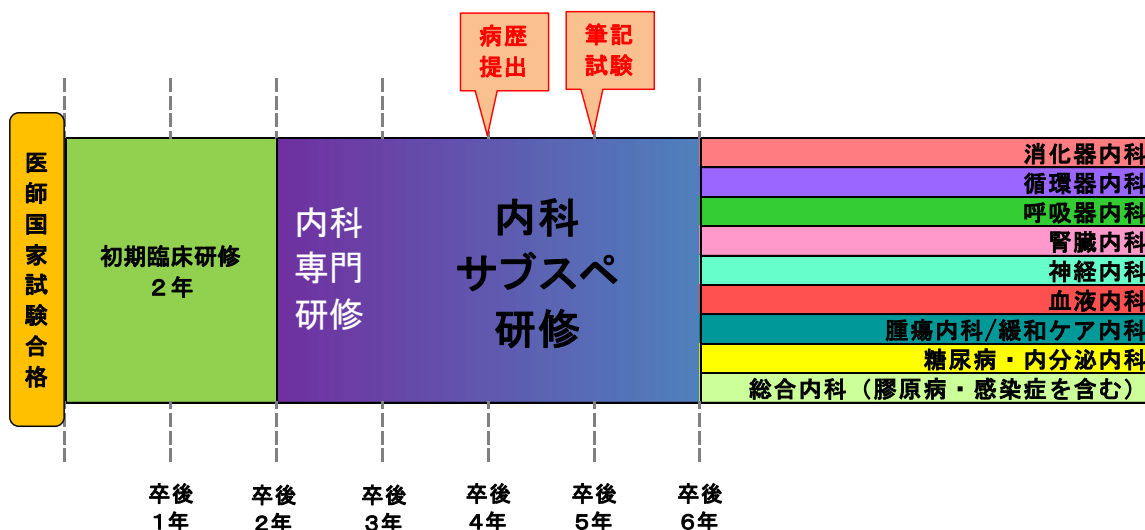 病歴
提出
筆記
試験
医師国家試験合格
初期臨床研修
２年
内科
専門
研修
内科
サブスペ
研修
消化器内科
循環器内科
呼吸器内科
腎臓内科
神経内科
血液内科
腫瘍内科/緩和ケア内科
糖尿病・内分泌内科
総合内科（膠原病・感染症を含む）
卒後
1年
卒後
2年
卒後
3年
卒後
4年
卒後
5年
卒後
6年